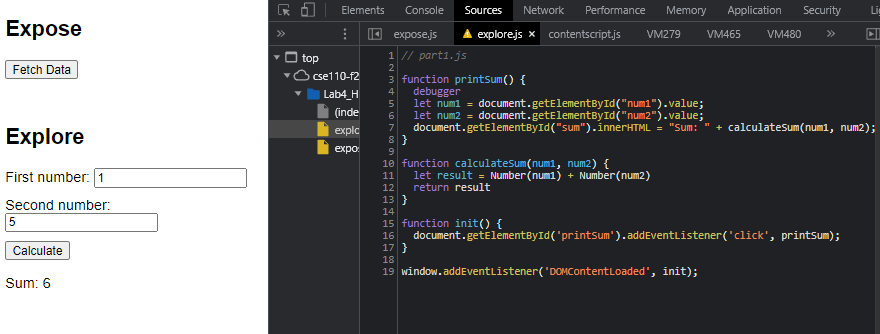 Expose
Fetch Data
Explore
First number: 1
Second number:
5
Calculate
Sum: 6
Elements Console Sources Network Performance Memory Application Security
» expose.js explore.js × contentscript.js VM279 VM465 VM480 »
top
cse110-f2
Lab4_H
(inde
explo
expos
1 // part1.js
2
3 function printSum() {
4 debugger
5 let num1 = document.getElementById("num1").value;
6 let num2 = document.getElementById("num2").value;
7 document.getElementById("sum").innerHTML = "Sum: " + calculateSum(num1, num2);
8 }
9
10 function calculateSum(num1, num2) {
11 let result = Number(num1) + Number(num2)
12 return result
13 }
14
15 function init() {
16 document.getElementById('printSum').addEventListener('click', printSum);
17 }
18
19 window.addEventListener('DOMContentLoaded', init);